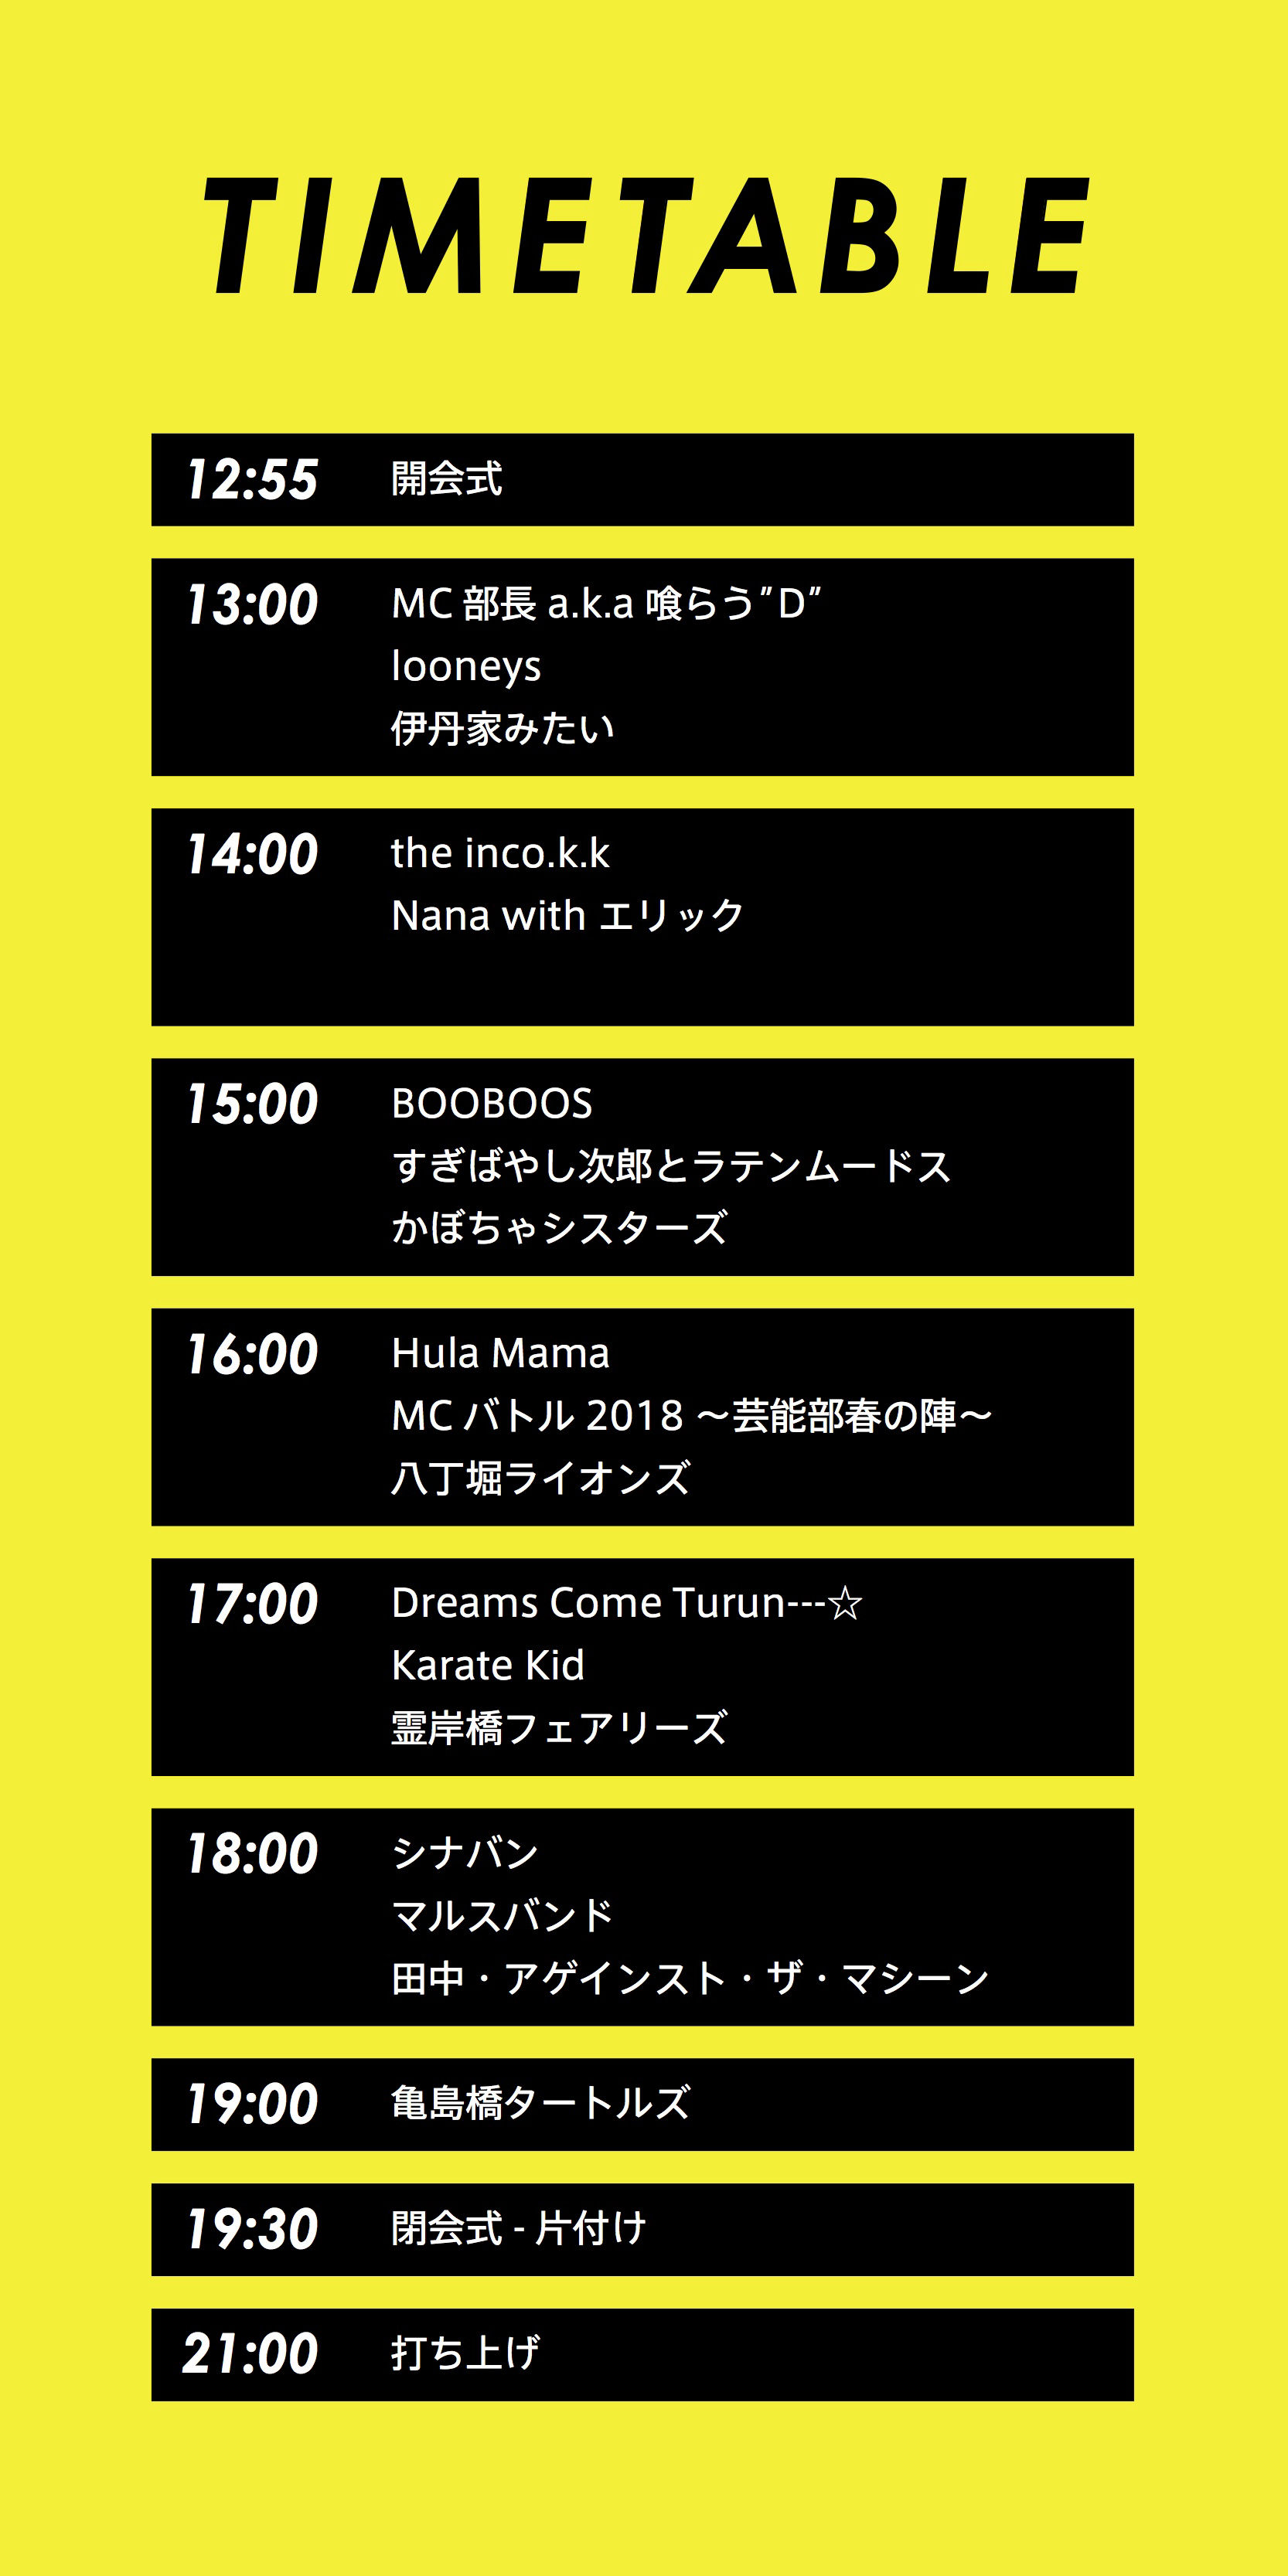 TIMETABLE
12:55 開会式
13:00 MC 部長 a.k.a 喰らう″D″
looneys
伊丹家みたい
14:00 the inco.k.k
Nana with エリック
15:00 BOOBOOS
すぎばやし次郎とラテンムードス
かぼちゃシスターズ
16:00 Hula Mama
MC バトル 2018 〜芸能部春の陣〜
八丁堀ライオンズ
17:00 Dreams Come Turun---☆
Karate Kid
霊岸橋フェアリーズ
18:00 シナバン
マルスバンド
田中・アゲインスト・ザ・マシーン
19:00 亀島橋タートルズ
19:30 閉会式 - 片付け
21:00 打ち上げ